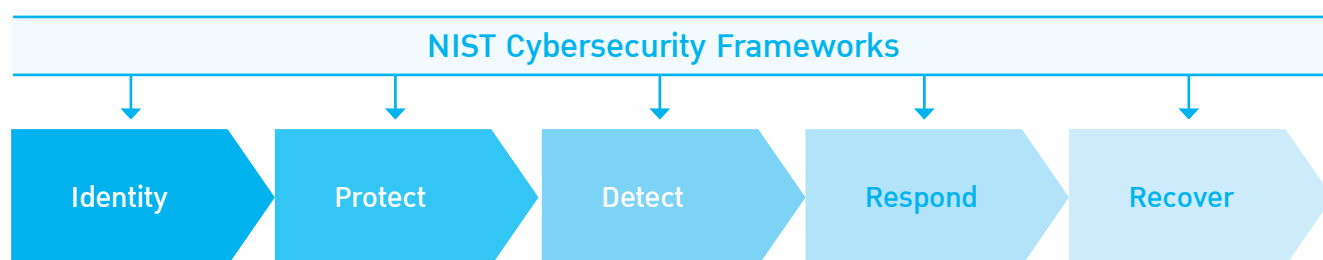 NIST Cybersecurity Frameworks
Identity
Protect
Detect
Respond
Recover